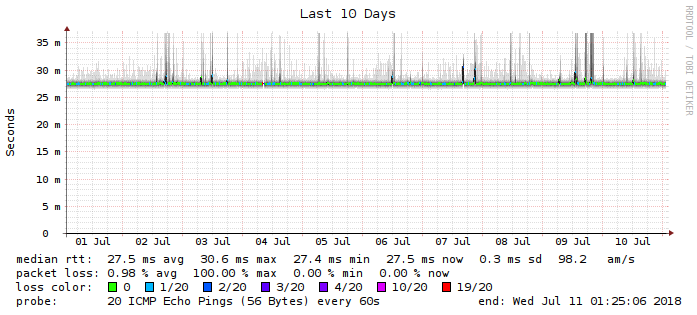 Last 10 Days
RRDTOOL / TOBI OETIKER
Seconds
35 m
30 m
25 m
20 m
15 m
10 m
5 m
0
01 Jul 02 Jul 03 Jul 04 Jul 05 Jul 06 Jul 07 Jul 08 Jul 09 Jul 10 Jul
median rtt: 27.5 ms avg 30.6 ms max 27.4 ms min 27.5 ms now 0.3 ms sd 98.2 am/s
packet loss: 0.98 % avg 100.00 % max 0.00 % min 0.00 % now
loss color: 0 1/20 2/20 3/20 4/20 10/20 19/20
probe: 20 ICMP Echo Pings (56 Bytes) every 60s end: Wed Jul 11 01:25:06 2018